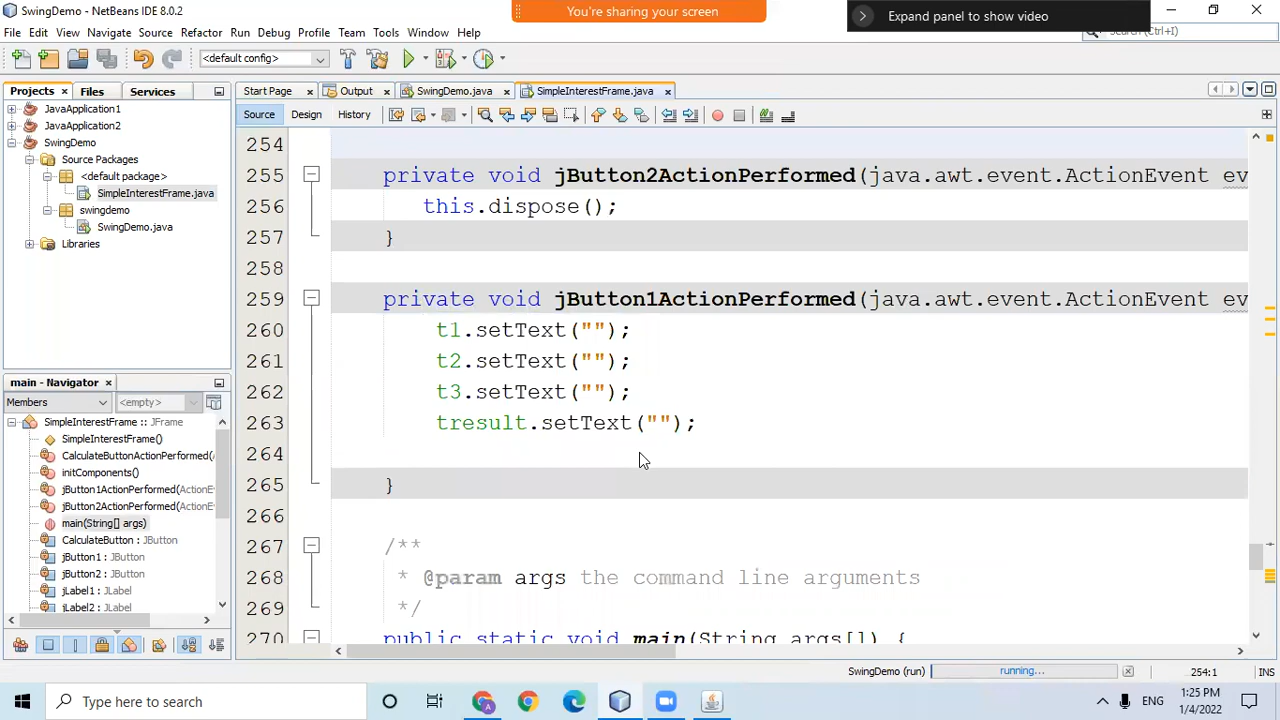 SwingDemo - NetBeans IDE 8.0.2
You're sharing your screen
Expand panel to show video
File Edit View Navigate Source Refactor Run Debug Profile Team Tools Window Help
Search (Ctrl+I)
<default config>
Projects Files Services
Start Page Output SwingDemo.java SimpleInterestFrame.java
Source Design History
JavaApplication1
JavaApplication2
SwingDemo
Source Packages
<default package>
SimpleInterestFrame.java
swingdemo
SwingDemo.java
Libraries
254
255 private void jButton2ActionPerformed(java.awt.event.ActionEvent ev
256 this.dispose();
257 }
258
259 private void jButton1ActionPerformed(java.awt.event.ActionEvent ev
260 t1.setText("");
261 t2.setText("");
262 t3.setText("");
263 tresult.setText("");
264
265 }
266
267 /**
268 * @param args the command line arguments
269 */
270 public static void main(String args[]) {
main - Navigator
Members <empty>
SimpleInterestFrame :: JFrame
SimpleInterestFrame()
CalculateButtonActionPerformed(
initComponents()
jButton1ActionPerformed(ActionE
jButton2ActionPerformed(ActionE
main(String[] args)
CalculateButton : JButton
jButton1 : JButton
jButton2 : JButton
jLabel1 : JLabel
jLabel2 : JLabel
SwingDemo (run) running... 254:1 INS
Type here to search
ENG
1:25 PM
1/4/2022